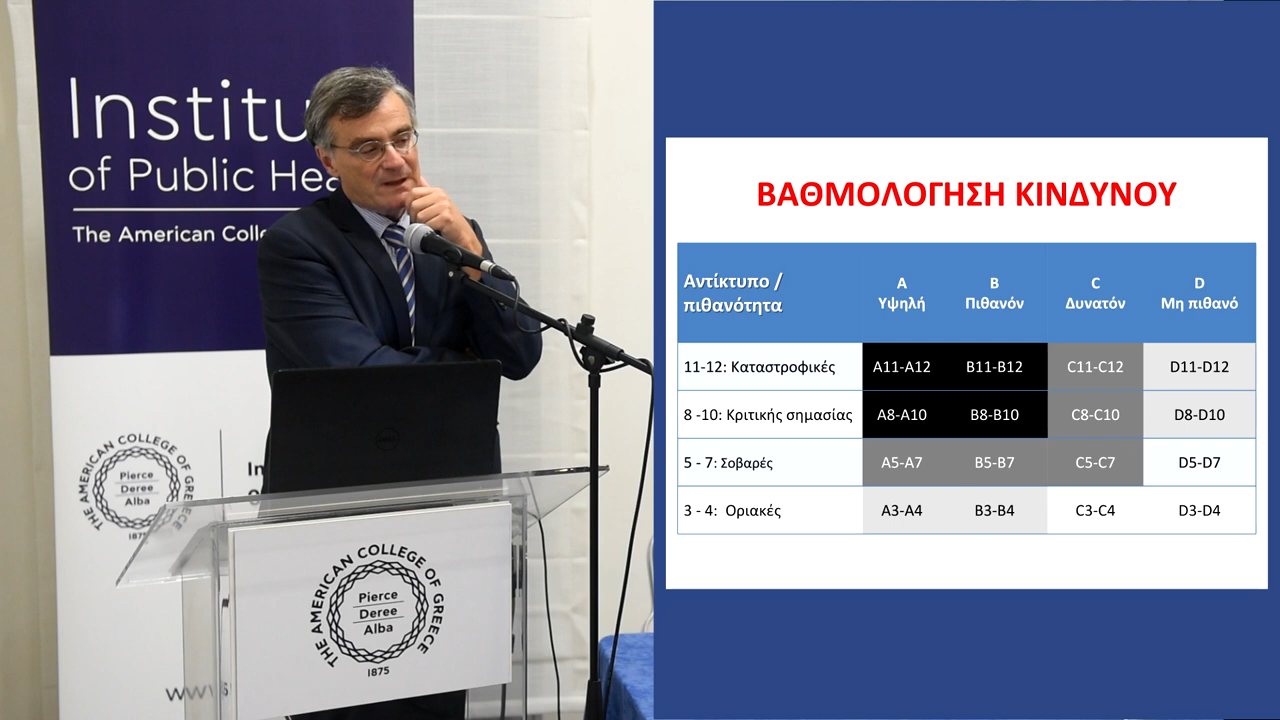 Institu
of Public Hea
The American Colle
THE AMERICAN COLLEGE OF GREECE
Pierce
Deree
Alba
1875
In
THE AMERICAN COLLEGE OF GREECE
Pierce
Deree
Alba
1875
www.
ΒΑΘΜΟΛΟΓΗΣΗ ΚΙΝΔΥΝΟΥ
Αντίκτυπο / πιθανότητα A Υψηλή B Πιθανόν C Δυνατόν D Μη πιθανό
11-12: Καταστροφικές A11-A12 B11-B12 C11-C12 D11-D12
8 -10: Κριτικής σημασίας A8-A10 B8-B10 C8-C10 D8-D10
5 - 7: Σοβαρές A5-A7 B5-B7 C5-C7 D5-D7
3 - 4: Οριακές A3-A4 B3-B4 C3-C4 D3-D4